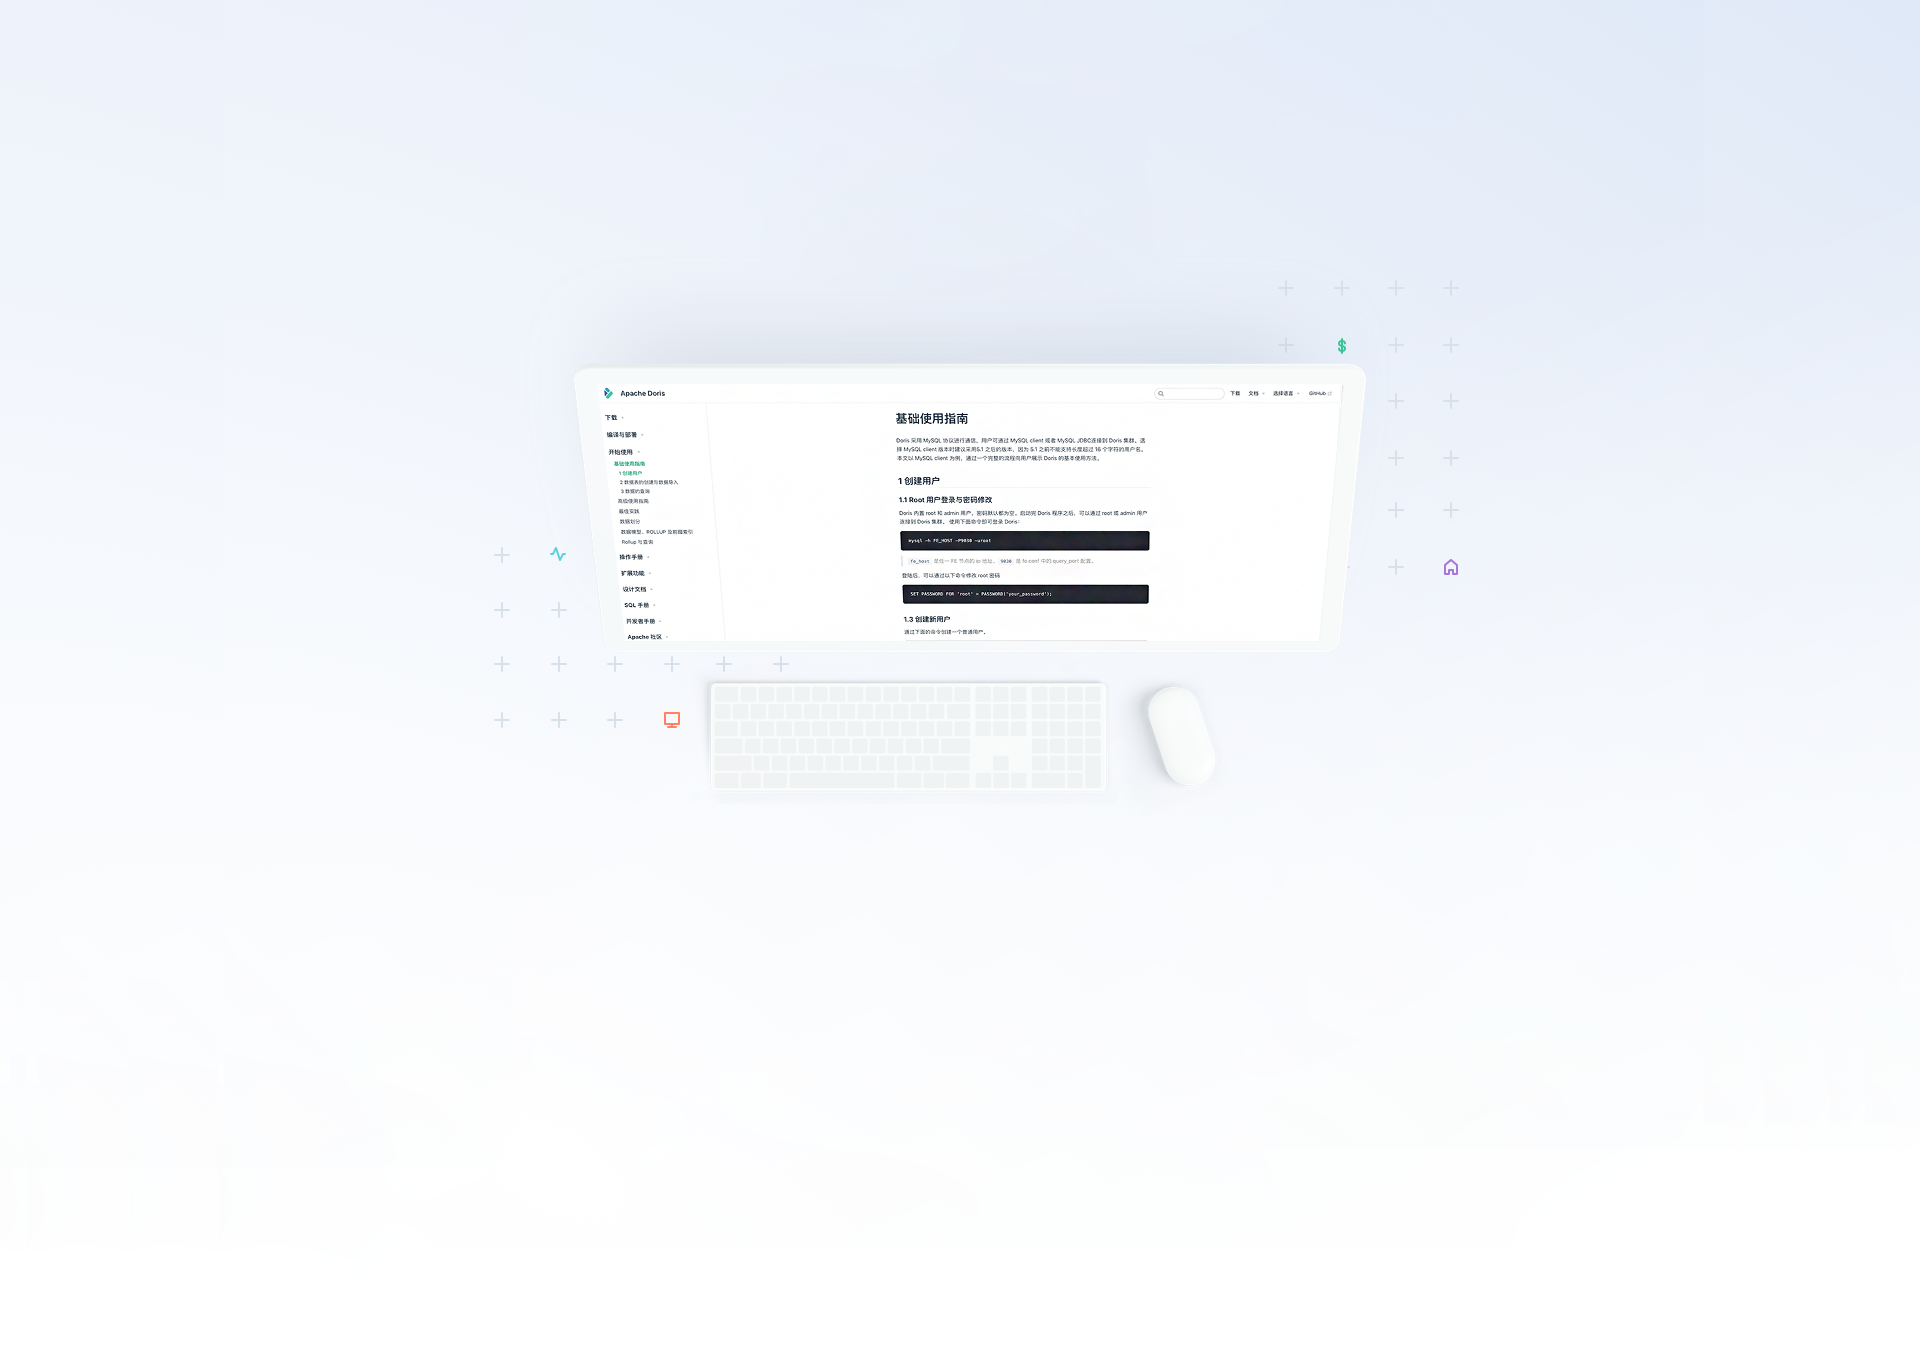 Apache Doris
下载
文档
选择语言
GitHub
下载
编译与部署
开始使用
基础使用指南
1 创建用户
2 数据表的创建与数据导入
3 数据的查询
高级使用指南
最佳实践
数据划分
数据模型、ROLLUP 及前缀索引
Rollup 与查询
操作手册
扩展功能
设计文档
SQL 手册
开发者手册
Apache 社区
基础使用指南
Doris 采用 MySQL 协议进行通信，用户可通过 MySQL client 或者 MySQL JDBC连接到 Doris 集群。选
择 MySQL client 版本时建议采用5.1 之后的版本，因为 5.1 之前不能支持长度超过 16 个字符的用户名。
本文以 MySQL client 为例，通过一个完整的流程向用户展示 Doris 的基本使用方法。
1 创建用户
1.1 Root 用户登录与密码修改
Doris 内置 root 和 admin 用户，密码默认都为空。启动完 Doris 程序之后，可以通过 root 或 admin 用户
连接到 Doris 集群。 使用下面命令即可登录 Doris:
mysql -h FE_HOST -P9030 -uroot
fe_host 是任一 FE 节点的 ip 地址。 9030 是 fe.conf 中的 query_port 配置。
登陆后，可以通过以下命令修改 root 密码
SET PASSWORD FOR 'root' = PASSWORD('your_password');
1.3 创建新用户
通过下面的命令创建一个普通用户。